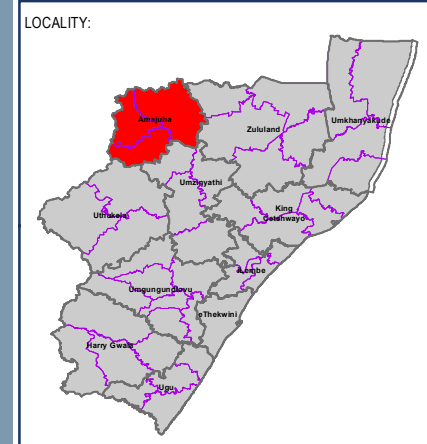 LOCALITY:
Amajuba
Zululand
Umkhanyakude
Umzinyathi
Uthukela
King
Cetshwayo
iLembe
Umgungundlovu
eThekwini
Harry Gwala
Ugu